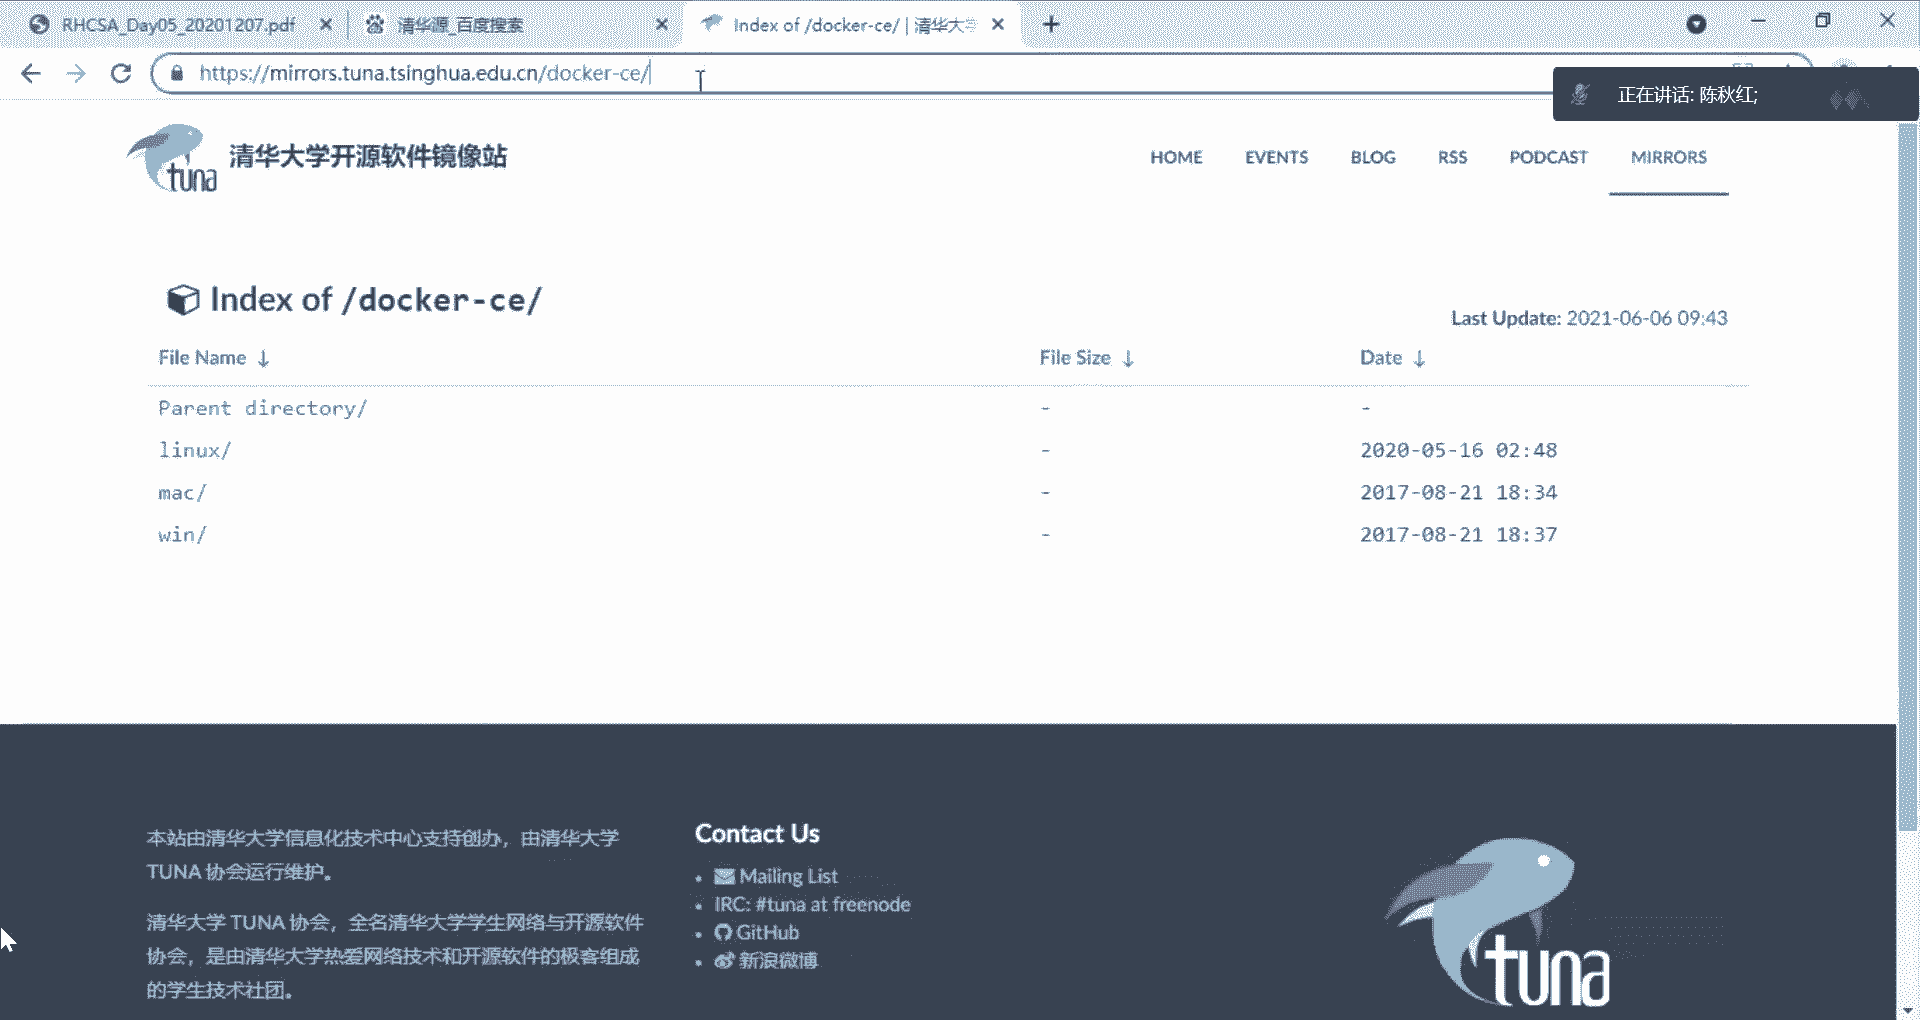 RHCSA_Day05_20201207.pdf
清华源_百度搜索
Index of /docker-ce/ | 清华大学
https://mirrors.tuna.tsinghua.edu.cn/docker-ce/
正在讲话: 陈秋红;
tuna
清华大学开源软件镜像站
HOME EVENTS BLOG RSS PODCAST MIRRORS
Index of /docker-ce/
Last Update: 2021-06-06 09:43
File Name ↓ File Size ↓ Date ↓
Parent directory/ - -
linux/ - 2020-05-16 02:48
mac/ - 2017-08-21 18:34
win/ - 2017-08-21 18:37
本站由清华大学信息化技术中心支持创办，由清华大学
TUNA 协会运行维护。
清华大学 TUNA 协会，全名清华大学学生网络与开源软件
协会，是由清华大学热爱网络技术和开源软件的极客组成
的学生技术社团。
Contact Us
Mailing List
IRC: #tuna at freenode
GitHub
新浪微博
tuna